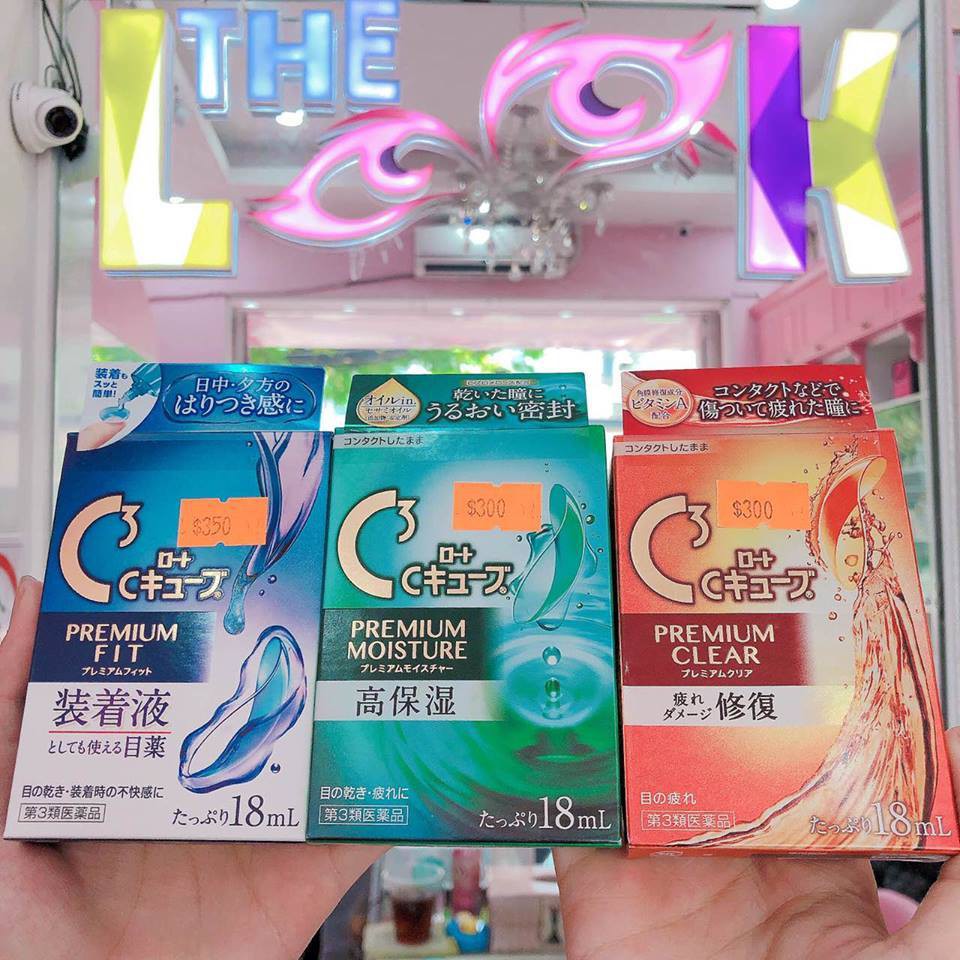 THE
LOOK
装着も
スッと
簡単!
日中・夕方の
はりつき感に
$350
C3
ロート
Cキューブ®
PREMIUM
FIT
プレミアムフィット
装着液
としても使える目薬
目の乾き・装着時の不快感に
第3類医薬品
たっぷり18mL
オイルin.
セサミオイル
乾いた瞳に
うるおい密封
コンタクトしたまま
$300
C3
ロート
Cキューブ®
PREMIUM
MOISTURE
プレミアムモイスチャー
高保湿
目の乾き・疲れに
第3類医薬品
たっぷり18mL
角膜修復成分
ビタミンA
配合
コンタクトなどで
傷ついて疲れた瞳に
コンタクトしたまま
$300
C3
ロート
Cキューブ®
PREMIUM
CLEAR
プレミアムクリア
疲れ
ダメージ修復
目の疲れ
第3類医薬品
たっぷり18mL